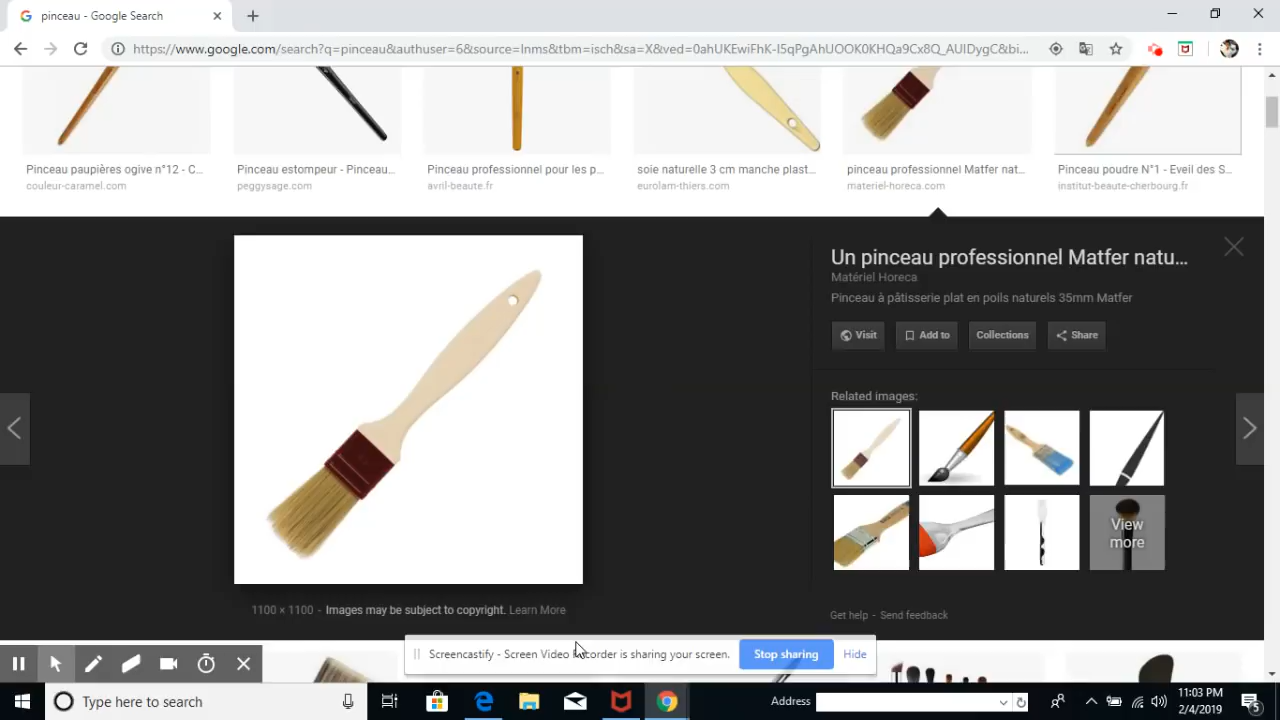 pinceau - Google Search
https://www.google.com/search?q=pinceau&authuser=6&source=lnms&tbm=isch&sa=X&ved=0ahUKEwiFhK-I5qPgAhUOOK0KHQa9Cx8Q_AUIDygC&bi...
Pinceau paupières ogive n°12 - C...
couleur-caramel.com
Pinceau estompeur - Pinceau...
peggysage.com
Pinceau professionnel pour les p...
avril-beaute.fr
soie naturelle 3 cm manche plast...
eurolam-thiers.com
pinceau professionnel Matfer nat...
materiel-horeca.com
Pinceau poudre N°1 - Eveil des S...
institut-beaute-cherbourg.fr
Un pinceau professionnel Matfer natu...
Matériel Horeca
Pinceau à pâtisserie plat en poils naturels 35mm Matfer
Visit
Add to
Collections
Share
Related images:
View
more
1100 × 1100 - Images may be subject to copyright. Learn More
Get help - Send feedback
Screencastify - Screen Video Recorder is sharing your screen.
Stop sharing
Hide
Type here to search
Address
11:03 PM
2/4/2019
5